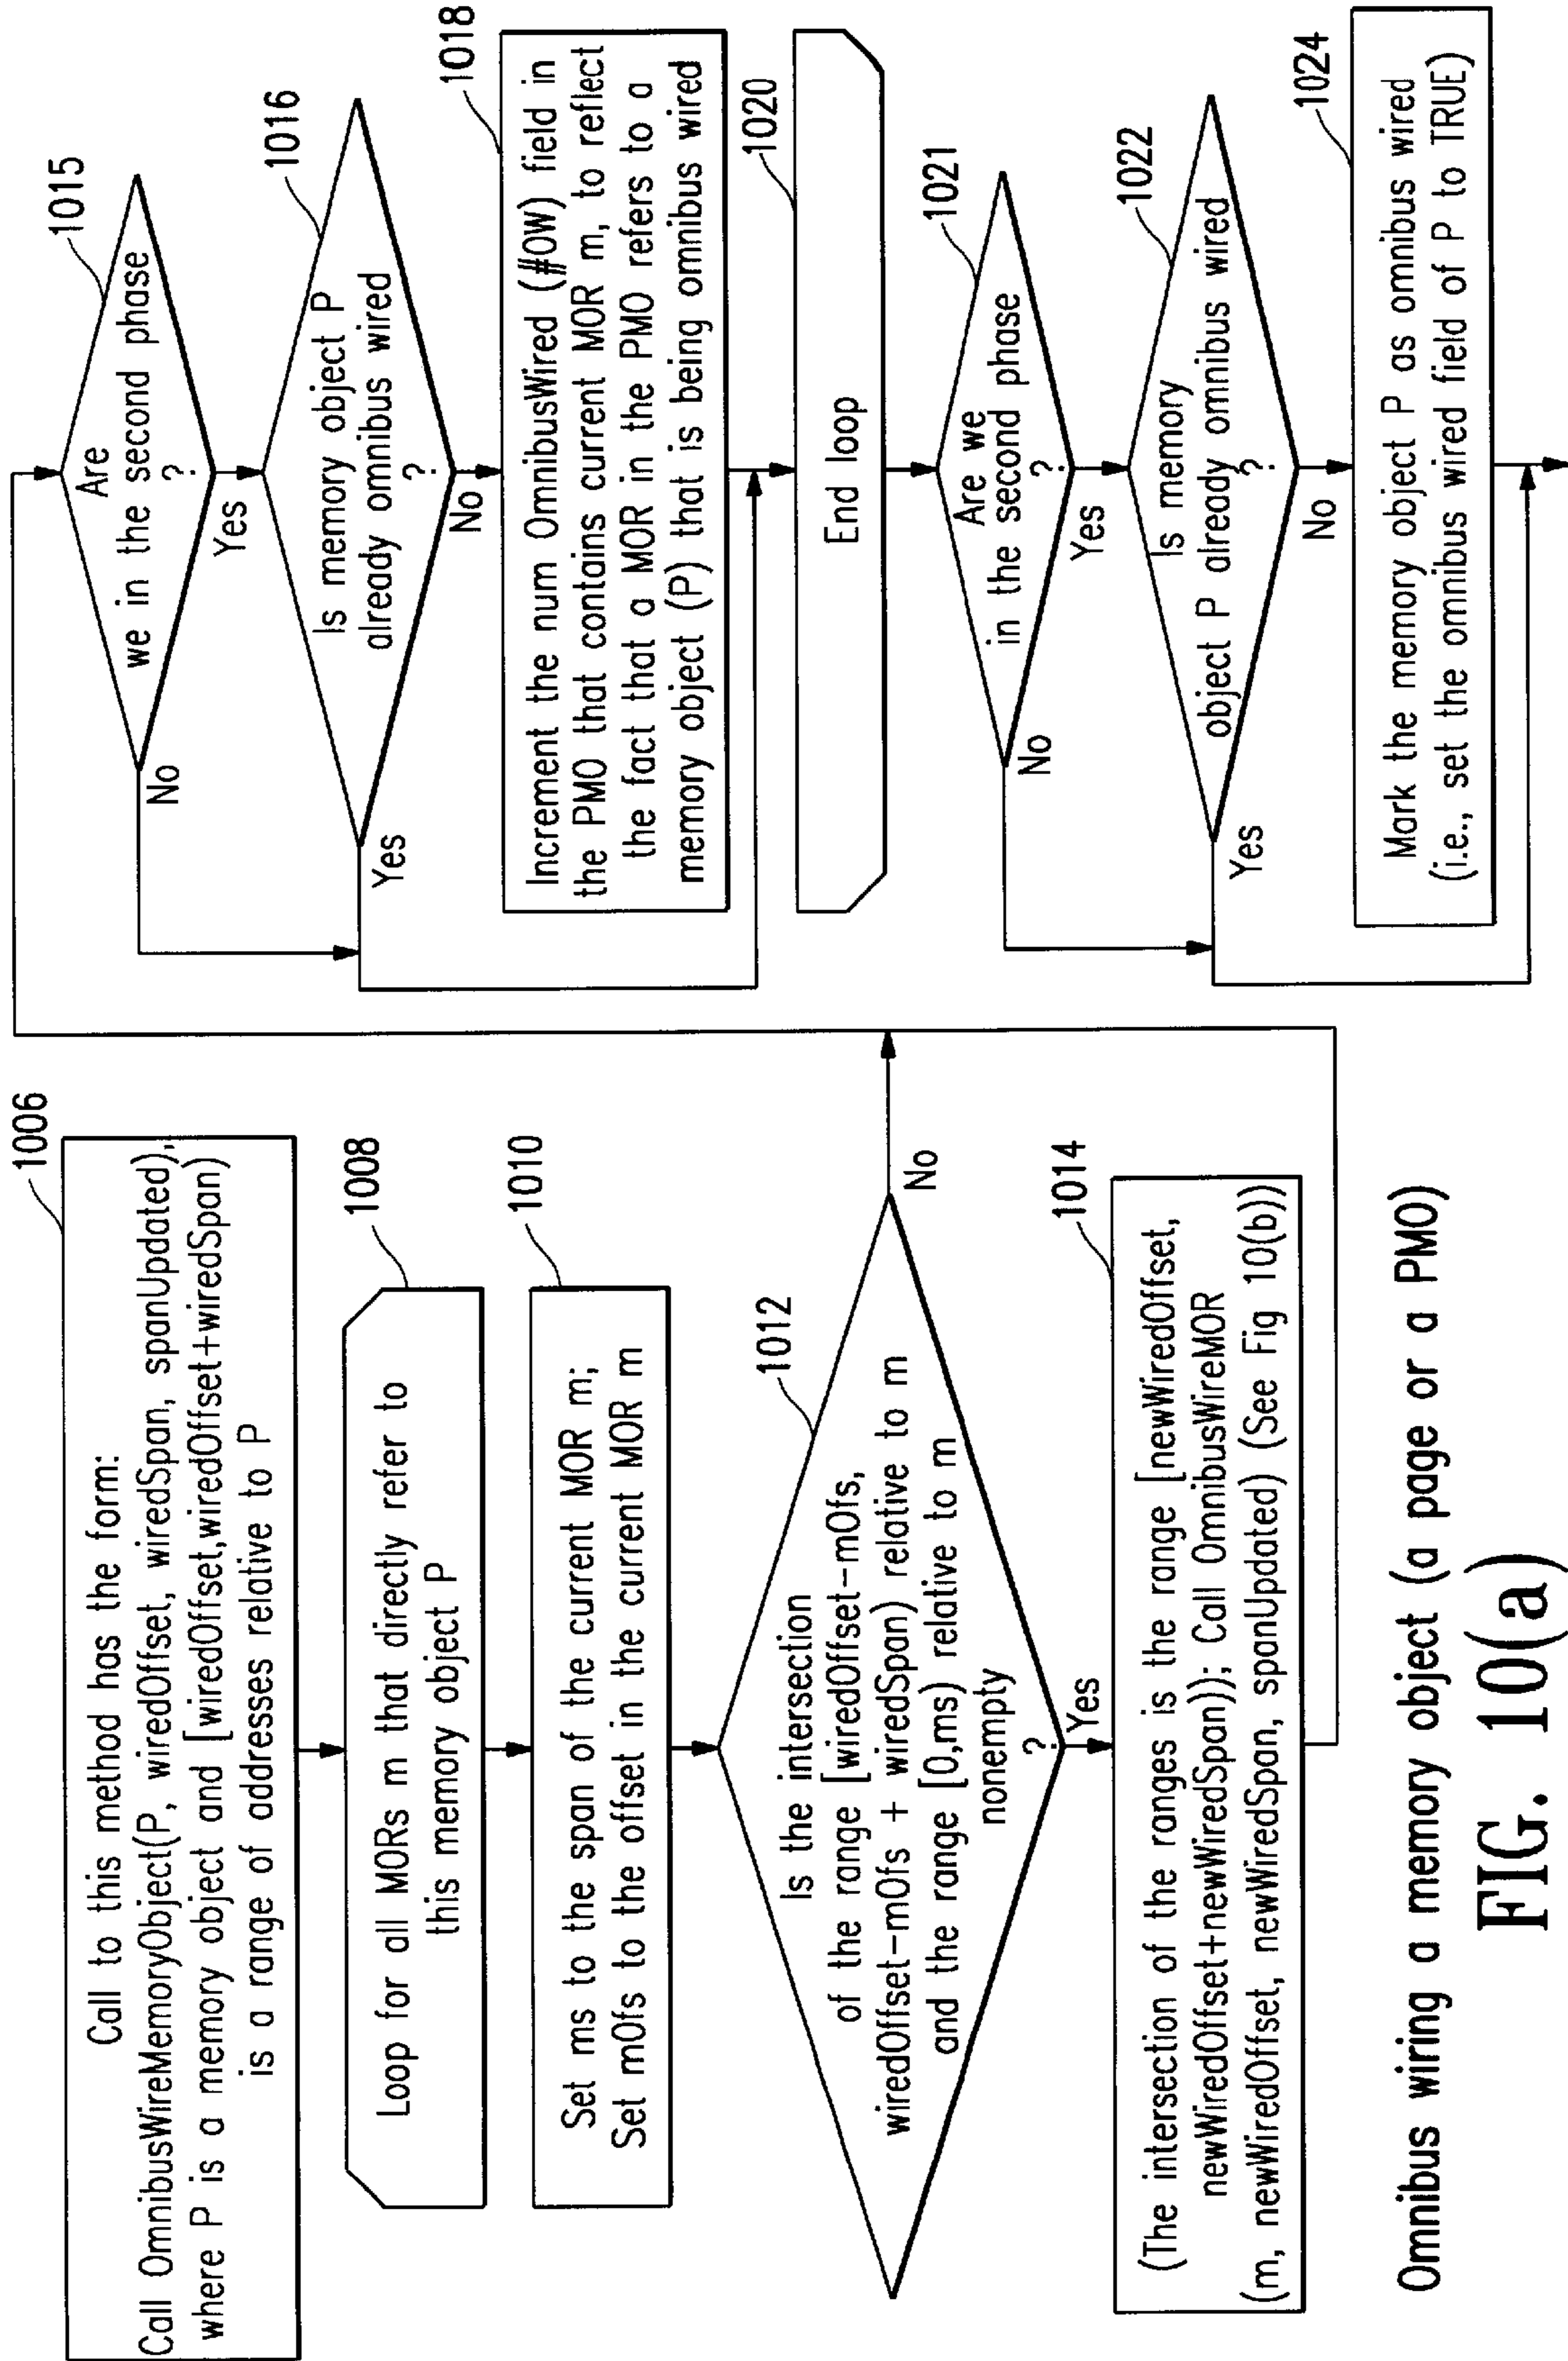 1006
Call to this method has the form:
Call OmnibusWireMemoryObject(P, wiredOffset, wiredSpan, spanUpdated),
where P is a memory object and [wiredOffset,wiredOffset+wiredSpan)
is a range of addresses relative to P
1008
Loop for all MORs m that directly refer to
this memory object P
1010
Set ms to the span of the current MOR m;
Set mOfs to the offset in the current MOR m
1012
Is the intersection
of the range [wiredOffset-mOfs,
wiredOffset-mOfs + wiredSpan) relative to m
and the range [0,ms) relative to m
nonempty
?
No
Yes
1014
(The intersection of the ranges is the range [newWiredOffset,
newWiredOffset+newWiredSpan)); Call OmnibusWireMOR
(m, newWiredOffset, newWiredSpan, spanUpdated) (See Fig 10(b))
1015
Are
we in the second phase
?
No
Yes
1016
Is memory object P
already omnibus wired
?
Yes
No
1018
Increment the num OmnibusWired (#OW) field in
the PMO that contains current MOR m, to reflect
the fact that a MOR in the PMO refers to a
memory object (P) that is being omnibus wired
1020
End loop
1021
Are we
in the second phase
?
No
Yes
1022
Is memory
object P already omnibus wired
?
Yes
No
1024
Mark the memory object P as omnibus wired
(i.e., set the omnibus wired field of P to TRUE)
Omnibus wiring a memory object (a page or a PMO)
FIG. 10(a)